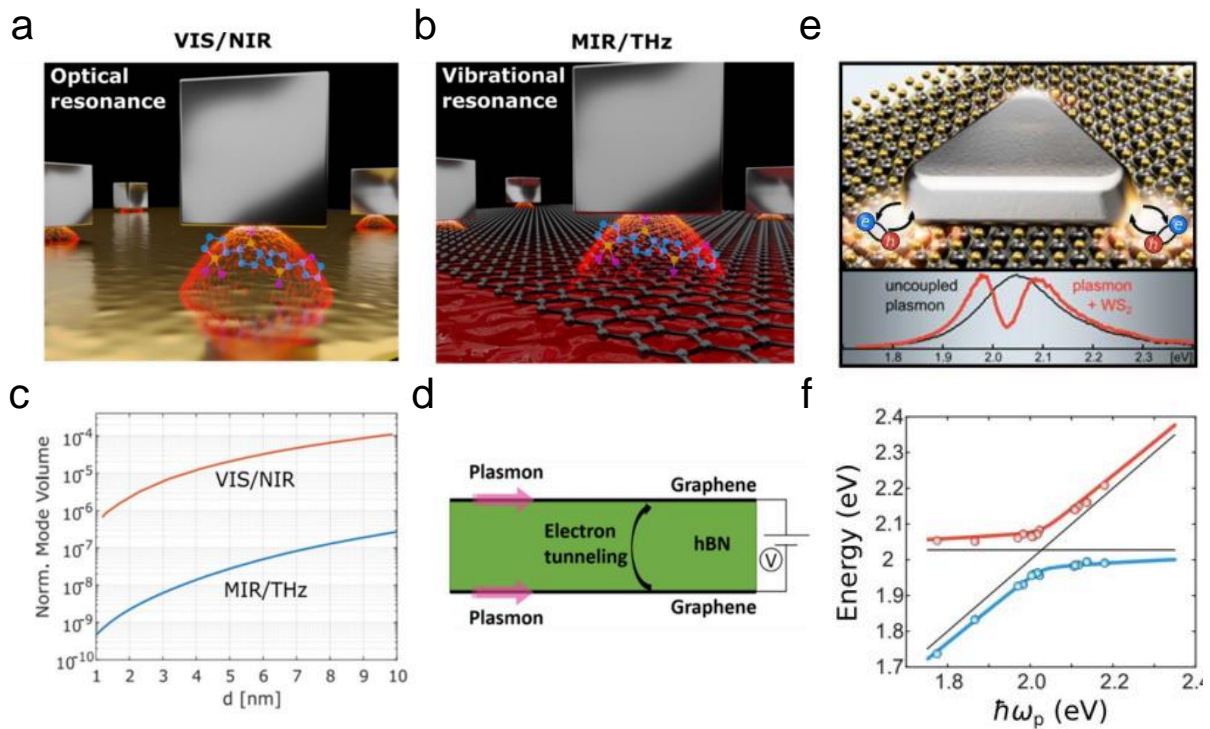 a
VIS/NIR
Optical
resonance
b
MIR/THz
Vibrational
resonance
e
e
h
e
h
uncoupled
plasmon
plasmon
+ WS₂
1.8 1.9 2.0 2.1 2.2 2.3 [eV]
c
Norm. Mode Volume
10⁻⁴
10⁻⁵
10⁻⁶
10⁻⁷
10⁻⁸
10⁻⁹
10⁻¹⁰
VIS/NIR
MIR/THz
1 2 3 4 5 6 7 8 9 10
d [nm]
d
Plasmon
Graphene
Electron
tunneling
hBN
V
Plasmon
Graphene
f
Energy (eV)
2.4
2.3
2.2
2.1
2.0
1.9
1.8
1.7
1.8 2.0 2.2 2.4
ħωₚ (eV)